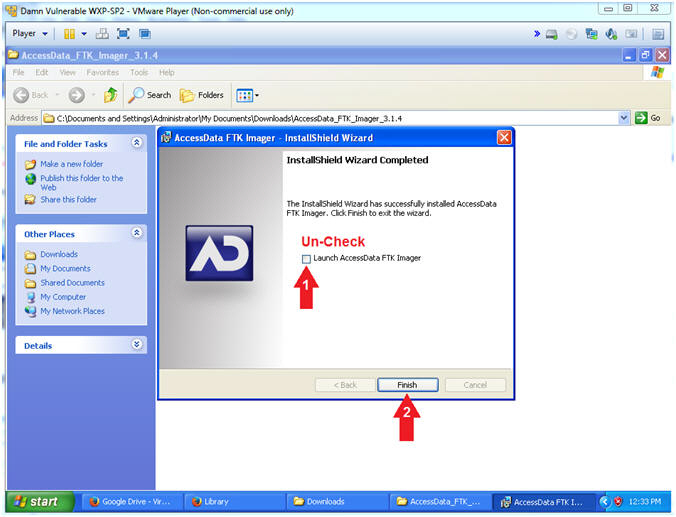 Damn Vulnerable WXP-SP2 - VMware Player (Non-commercial use only)
Player
AccessData_FTK_Imager_3.1.4
File Edit View Favorites Tools Help
Back Search Folders
Address C:\Documents and Settings\Administrator\My Documents\Downloads\AccessData_FTK_Imager_3.1.4 Go
File and Folder Tasks
Make a new folder
Publish this folder to the
Web
Share this folder
Other Places
Downloads
My Documents
Shared Documents
My Computer
My Network Places
Details
AccessData FTK Imager - InstallShield Wizard
InstallShield Wizard Completed
The InstallShield Wizard has successfully installed AccessData
FTK Imager. Click Finish to exit the wizard.
Un-Check
Launch AccessData FTK Imager
1
AD
< Back Finish Cancel
2
start Google Drive - Vir... Library Downloads AccessData_FTK_... AccessData FTK I... 12:33 PM